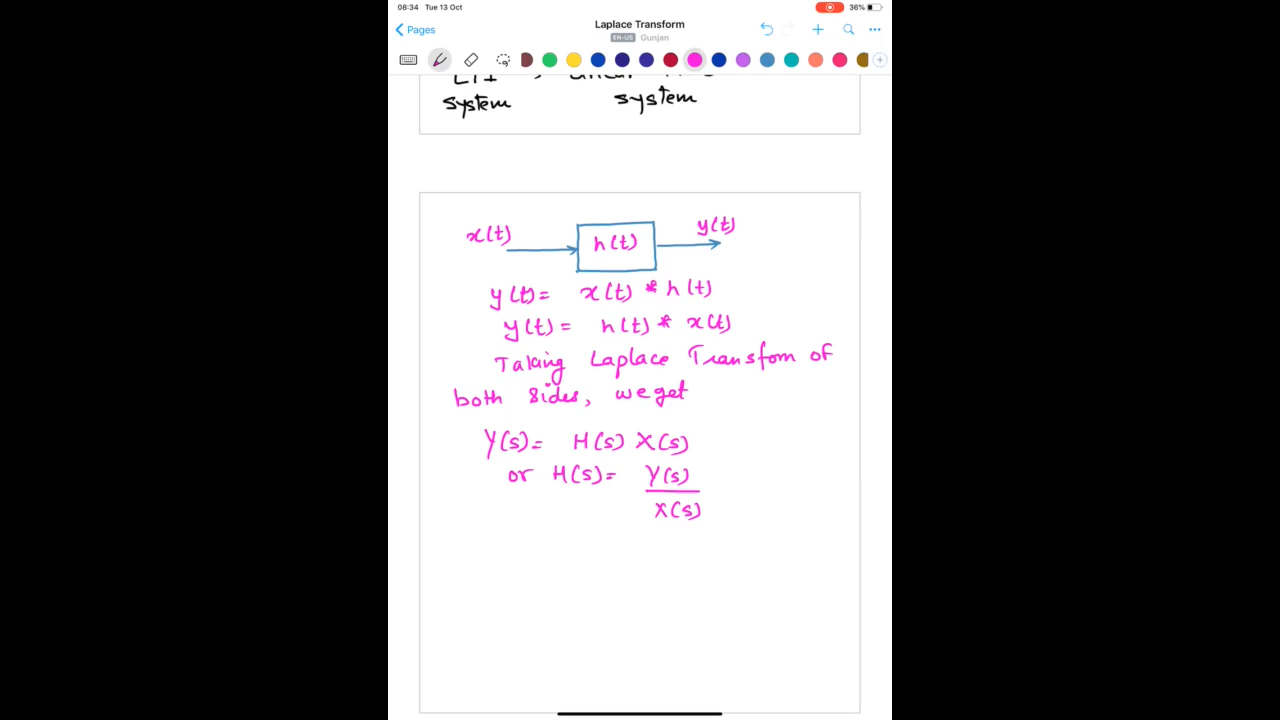 08:34 Tue 13 Oct
36%
Pages
Laplace Transform
EN-US Gunjan
system system
x(t) h(t) y(t)
y(t) = x(t) * h(t)
y(t) = h(t) * x(t)
Taking Laplace Transfom of
both sides, we get
Y(s) = H(s) X(s)
or H(s) = Y(s)
X(s)